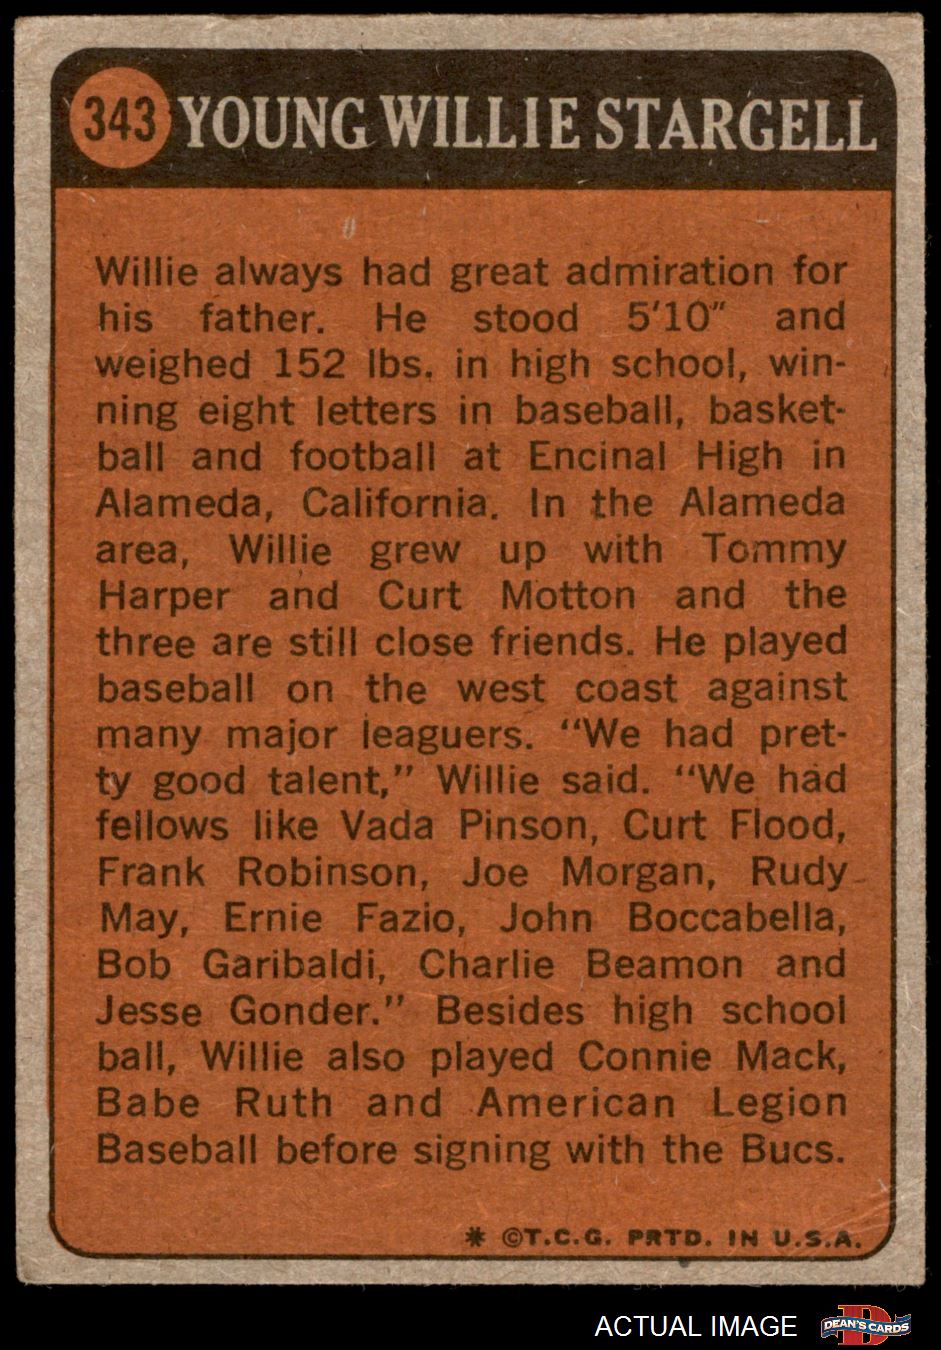 343 YOUNG WILLIE STARGELL
Willie always had great admiration for
his father. He stood 5'10" and
weighed 152 lbs. in high school, win-
ning eight letters in baseball, basket-
ball and football at Encinal High in
Alameda, California. In the Alameda
area, Willie grew up with Tommy
Harper and Curt Motton and the
three are still close friends. He played
baseball on the west coast against
many major leaguers. “We had pret-
ty good talent,” Willie said. “We had
fellows like Vada Pinson, Curt Flood,
Frank Robinson, Joe Morgan, Rudy
May, Ernie Fazio, John Boccabella,
Bob Garibaldi, Charlie Beamon and
Jesse Gonder.” Besides high school
ball, Willie also played Connie Mack,
Babe Ruth and American Legion
Baseball before signing with the Bucs.
* ©T.C.G. PRTD. IN U.S.A.
ACTUAL IMAGE
D
DEAN'S CARDS